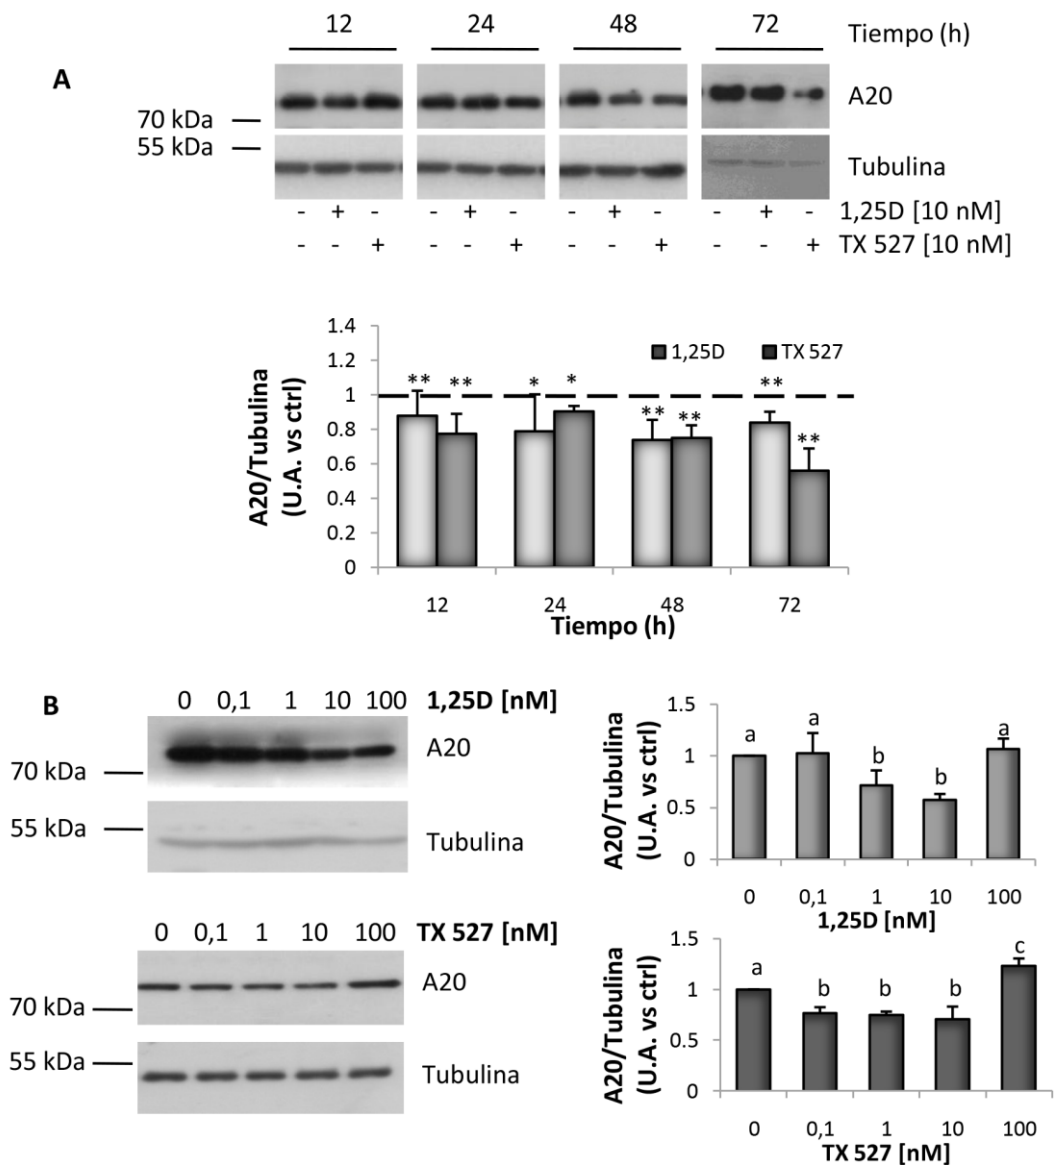 12 24 48 72 Tiempo (h)
A
A20
70 kDa
55 kDa
Tubulina
- + - - + - - + - - + - 1,25D [10 nM]
- - + - - + - - + - - + TX 527 [10 nM]
1.4
1.2
1
0.8
0.6
0.4
0.2
0
A20/Tubulina
(U.A. vs ctrl)
1,25D TX 527
** ** * * ** ** ** **
12 24 48 72
Tiempo (h)
B
0 0,1 1 10 100 1,25D [nM]
A20
70 kDa
55 kDa
Tubulina
A20/Tubulina
(U.A. vs ctrl)
1.5
1
0.5
0
a a b b a
0 0,1 1 10 100
1,25D [nM]
0 0,1 1 10 100 TX 527 [nM]
A20
70 kDa
55 kDa
Tubulina
A20/Tubulina
(U.A. vs ctrl)
1.5
1
0.5
0
a b b b c
0 0,1 1 10 100
TX 527 [nM]